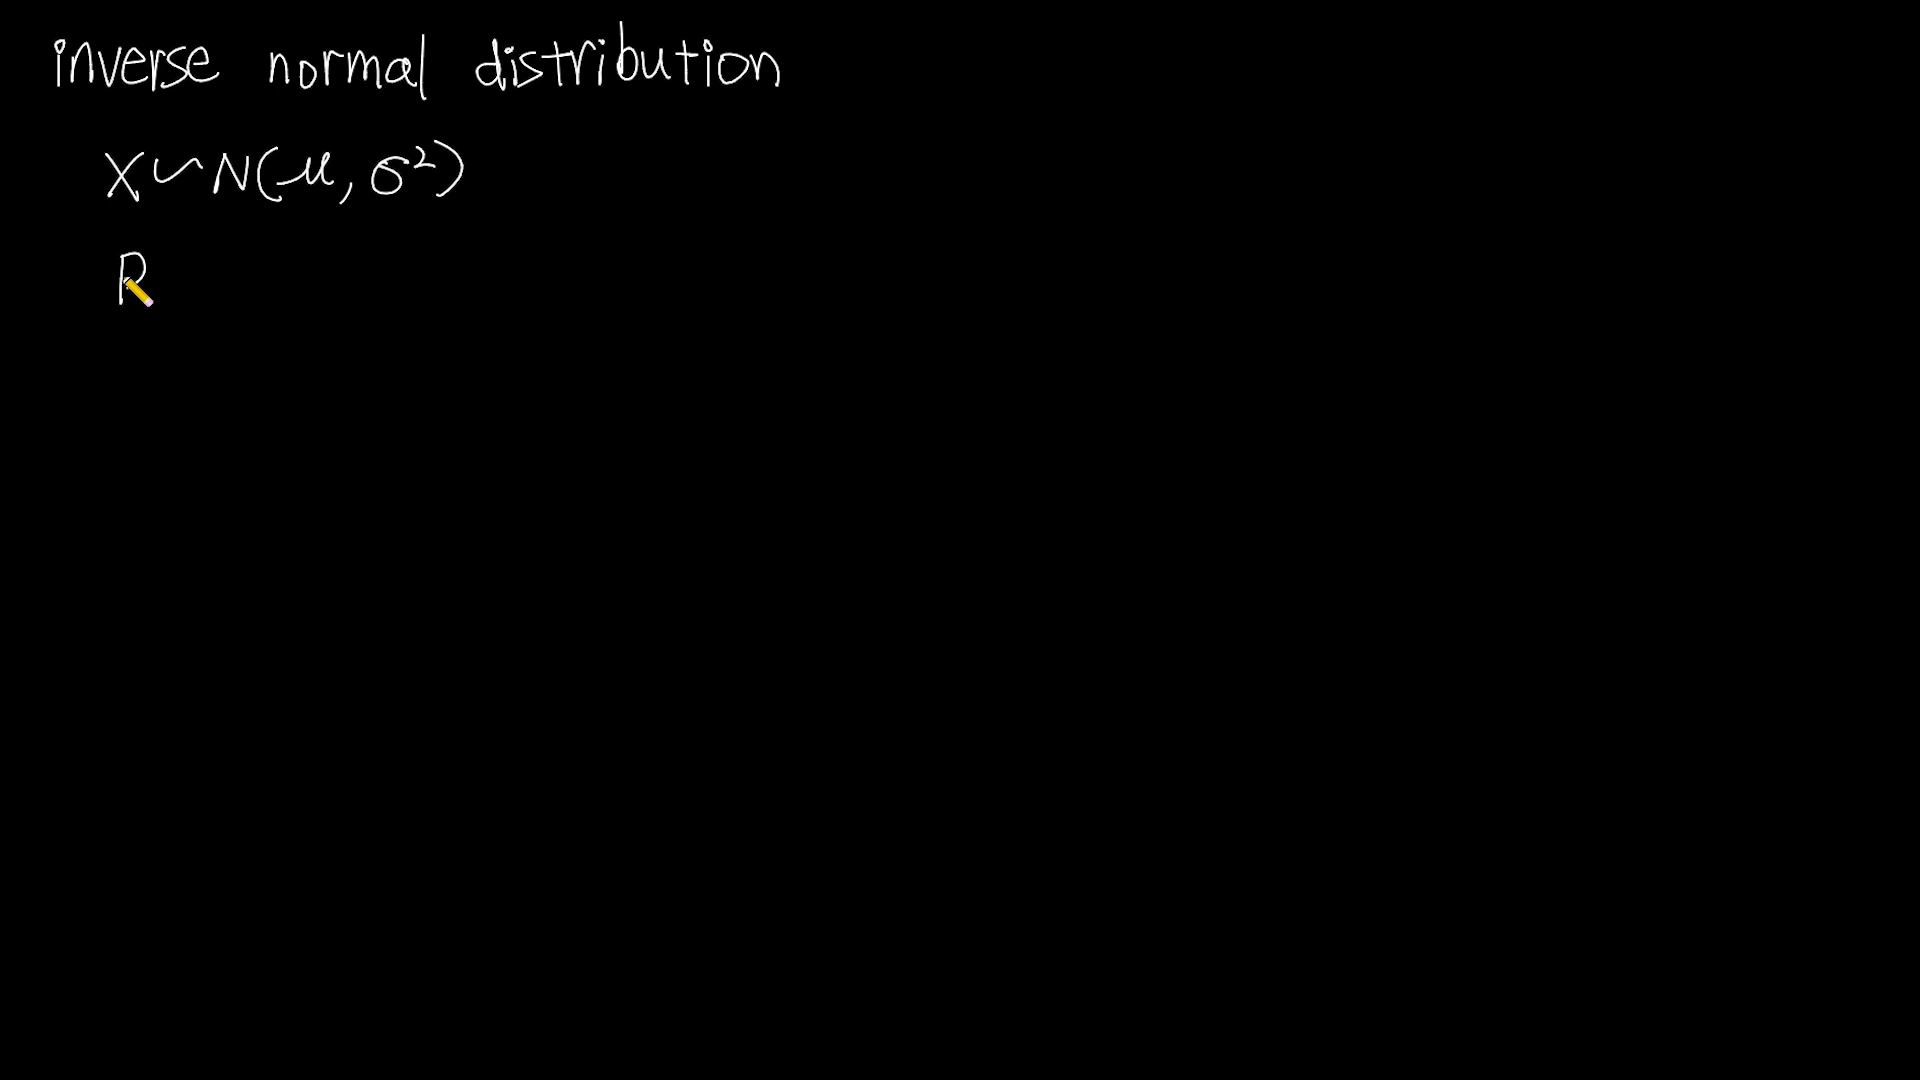 inverse normal distribution
X ~ N(μ, σ²)
P